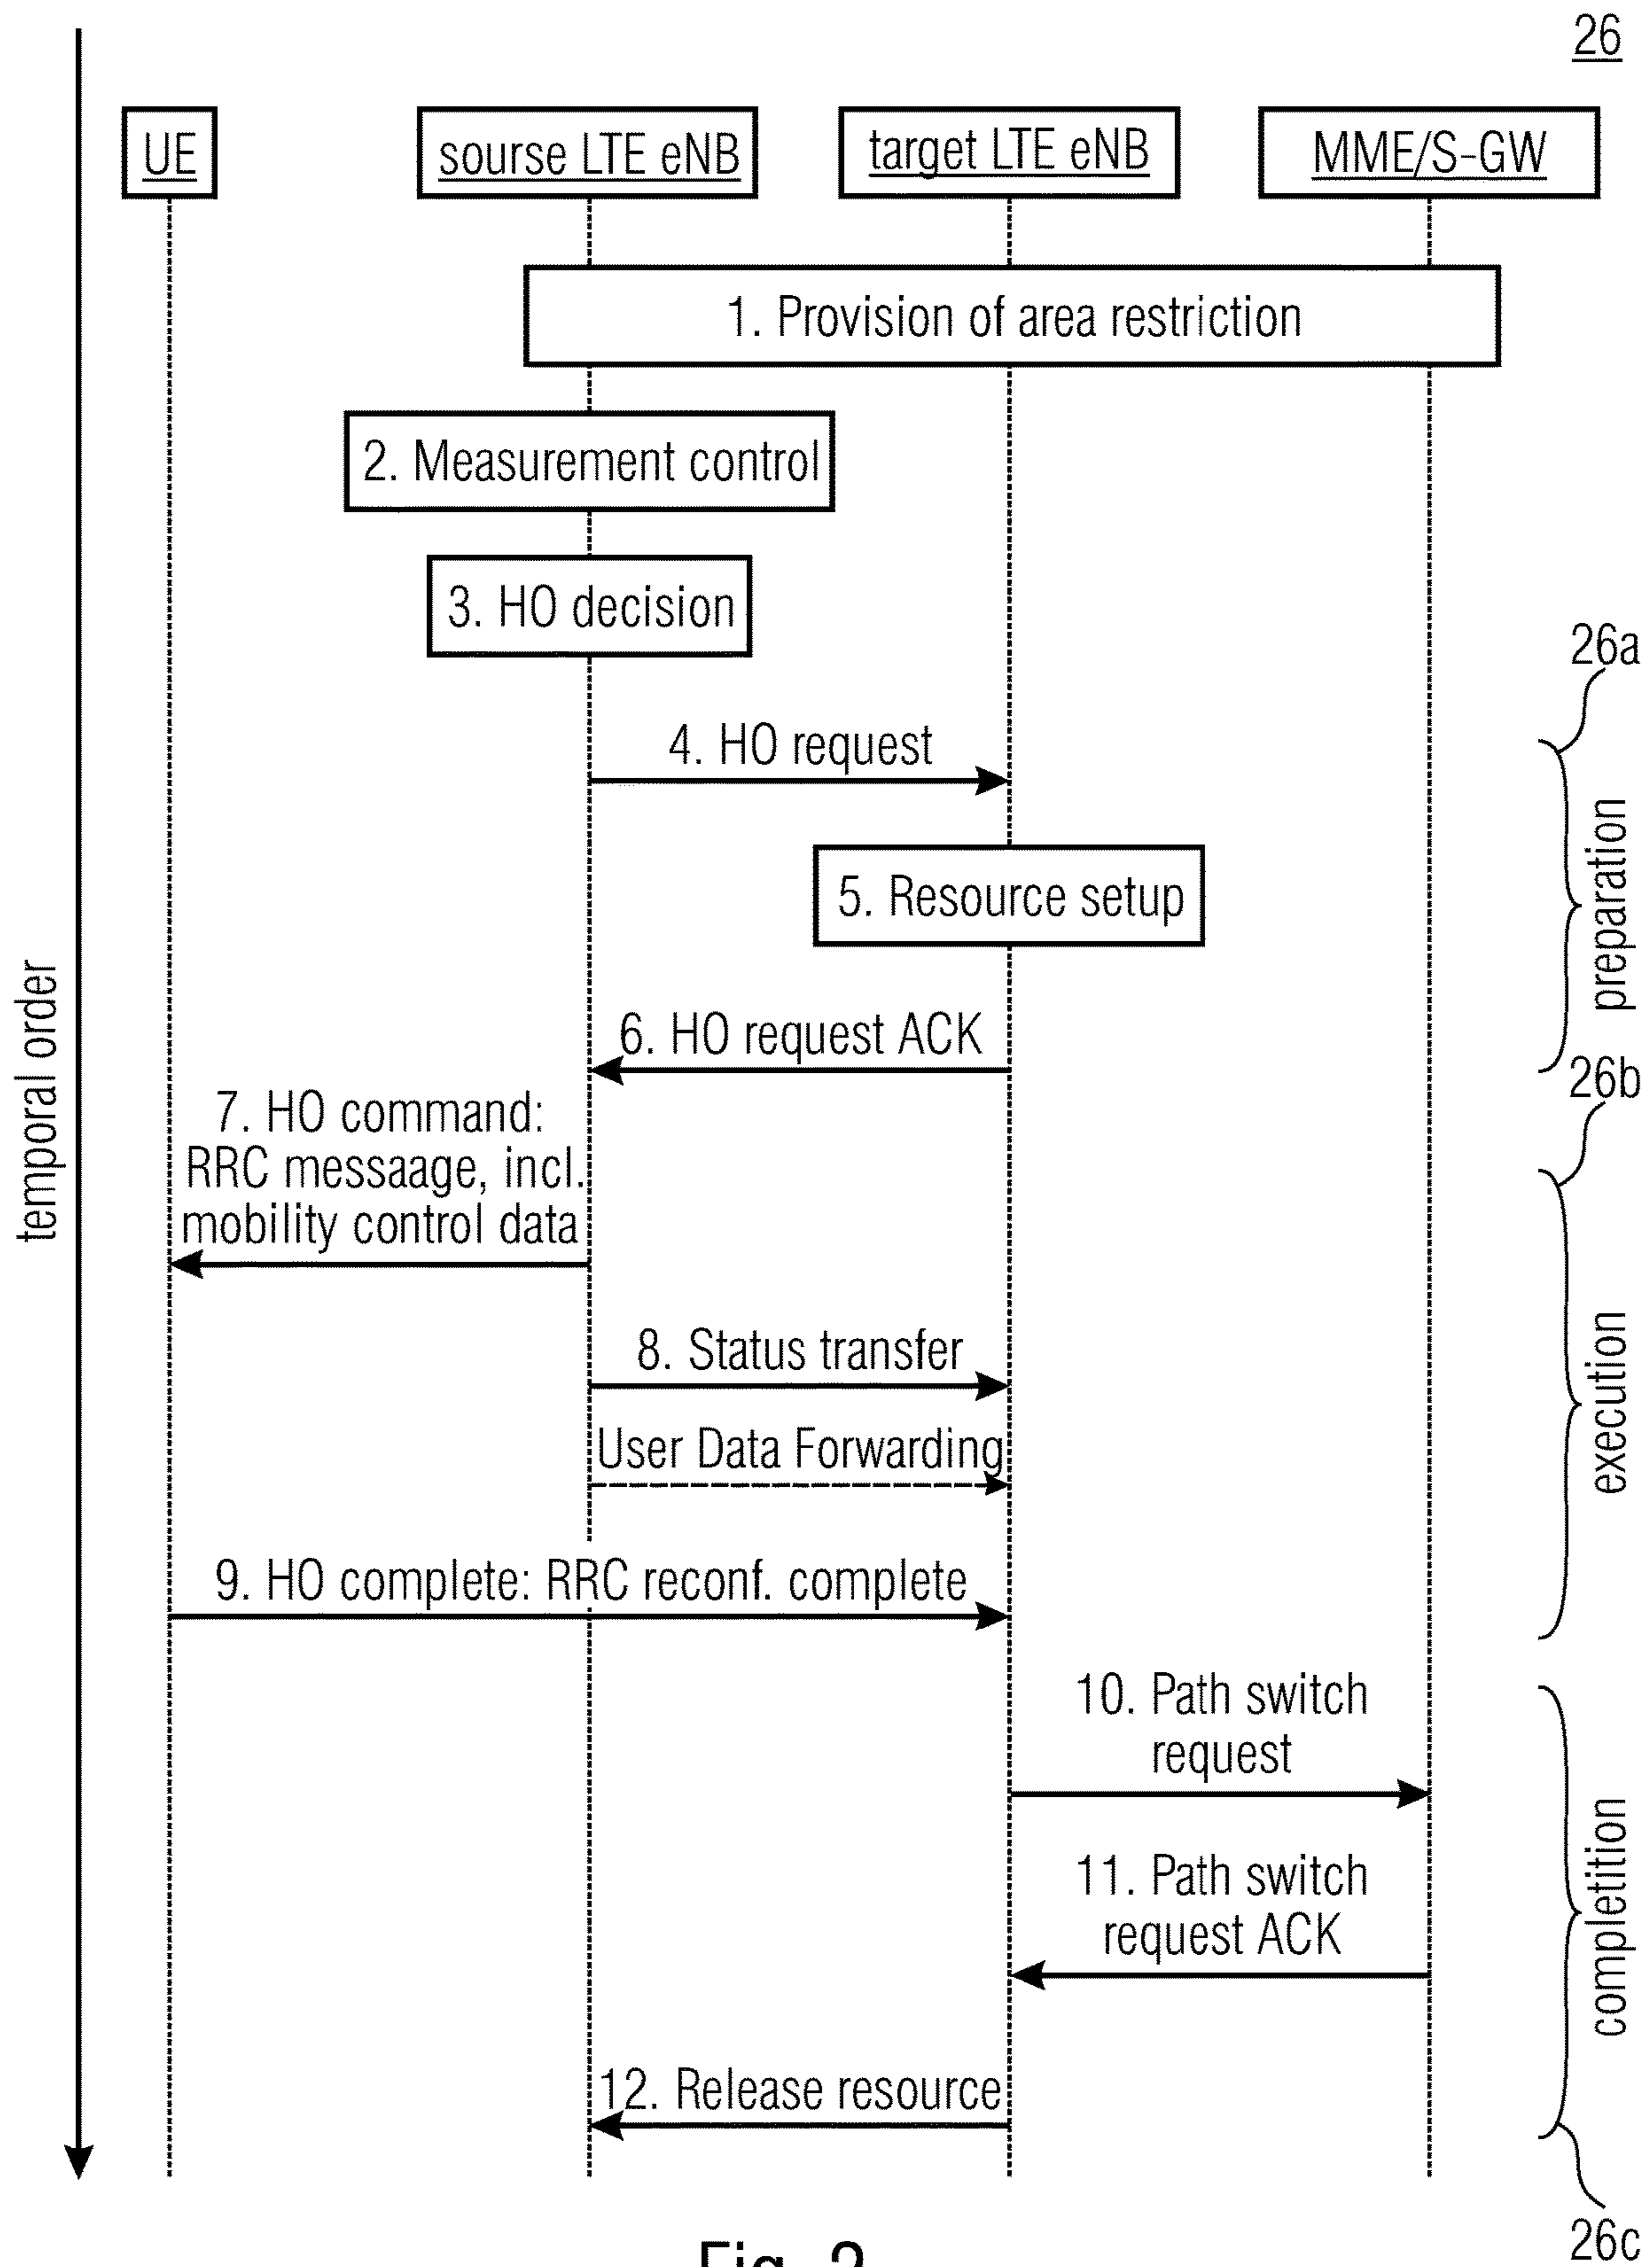 26
UE
sourse LTE eNB
target LTE eNB
MME/S-GW
1. Provision of area restriction
2. Measurement control
3. HO decision
26a
4. HO request
5. Resource setup
preparation
6. HO request ACK
26b
7. HO command:
RRC messaage, incl.
mobility control data
temporal order
8. Status transfer
User Data Forwarding
execution
9. HO complete: RRC reconf. complete
10. Path switch
request
11. Path switch
request ACK
completition
12. Release resource
26c